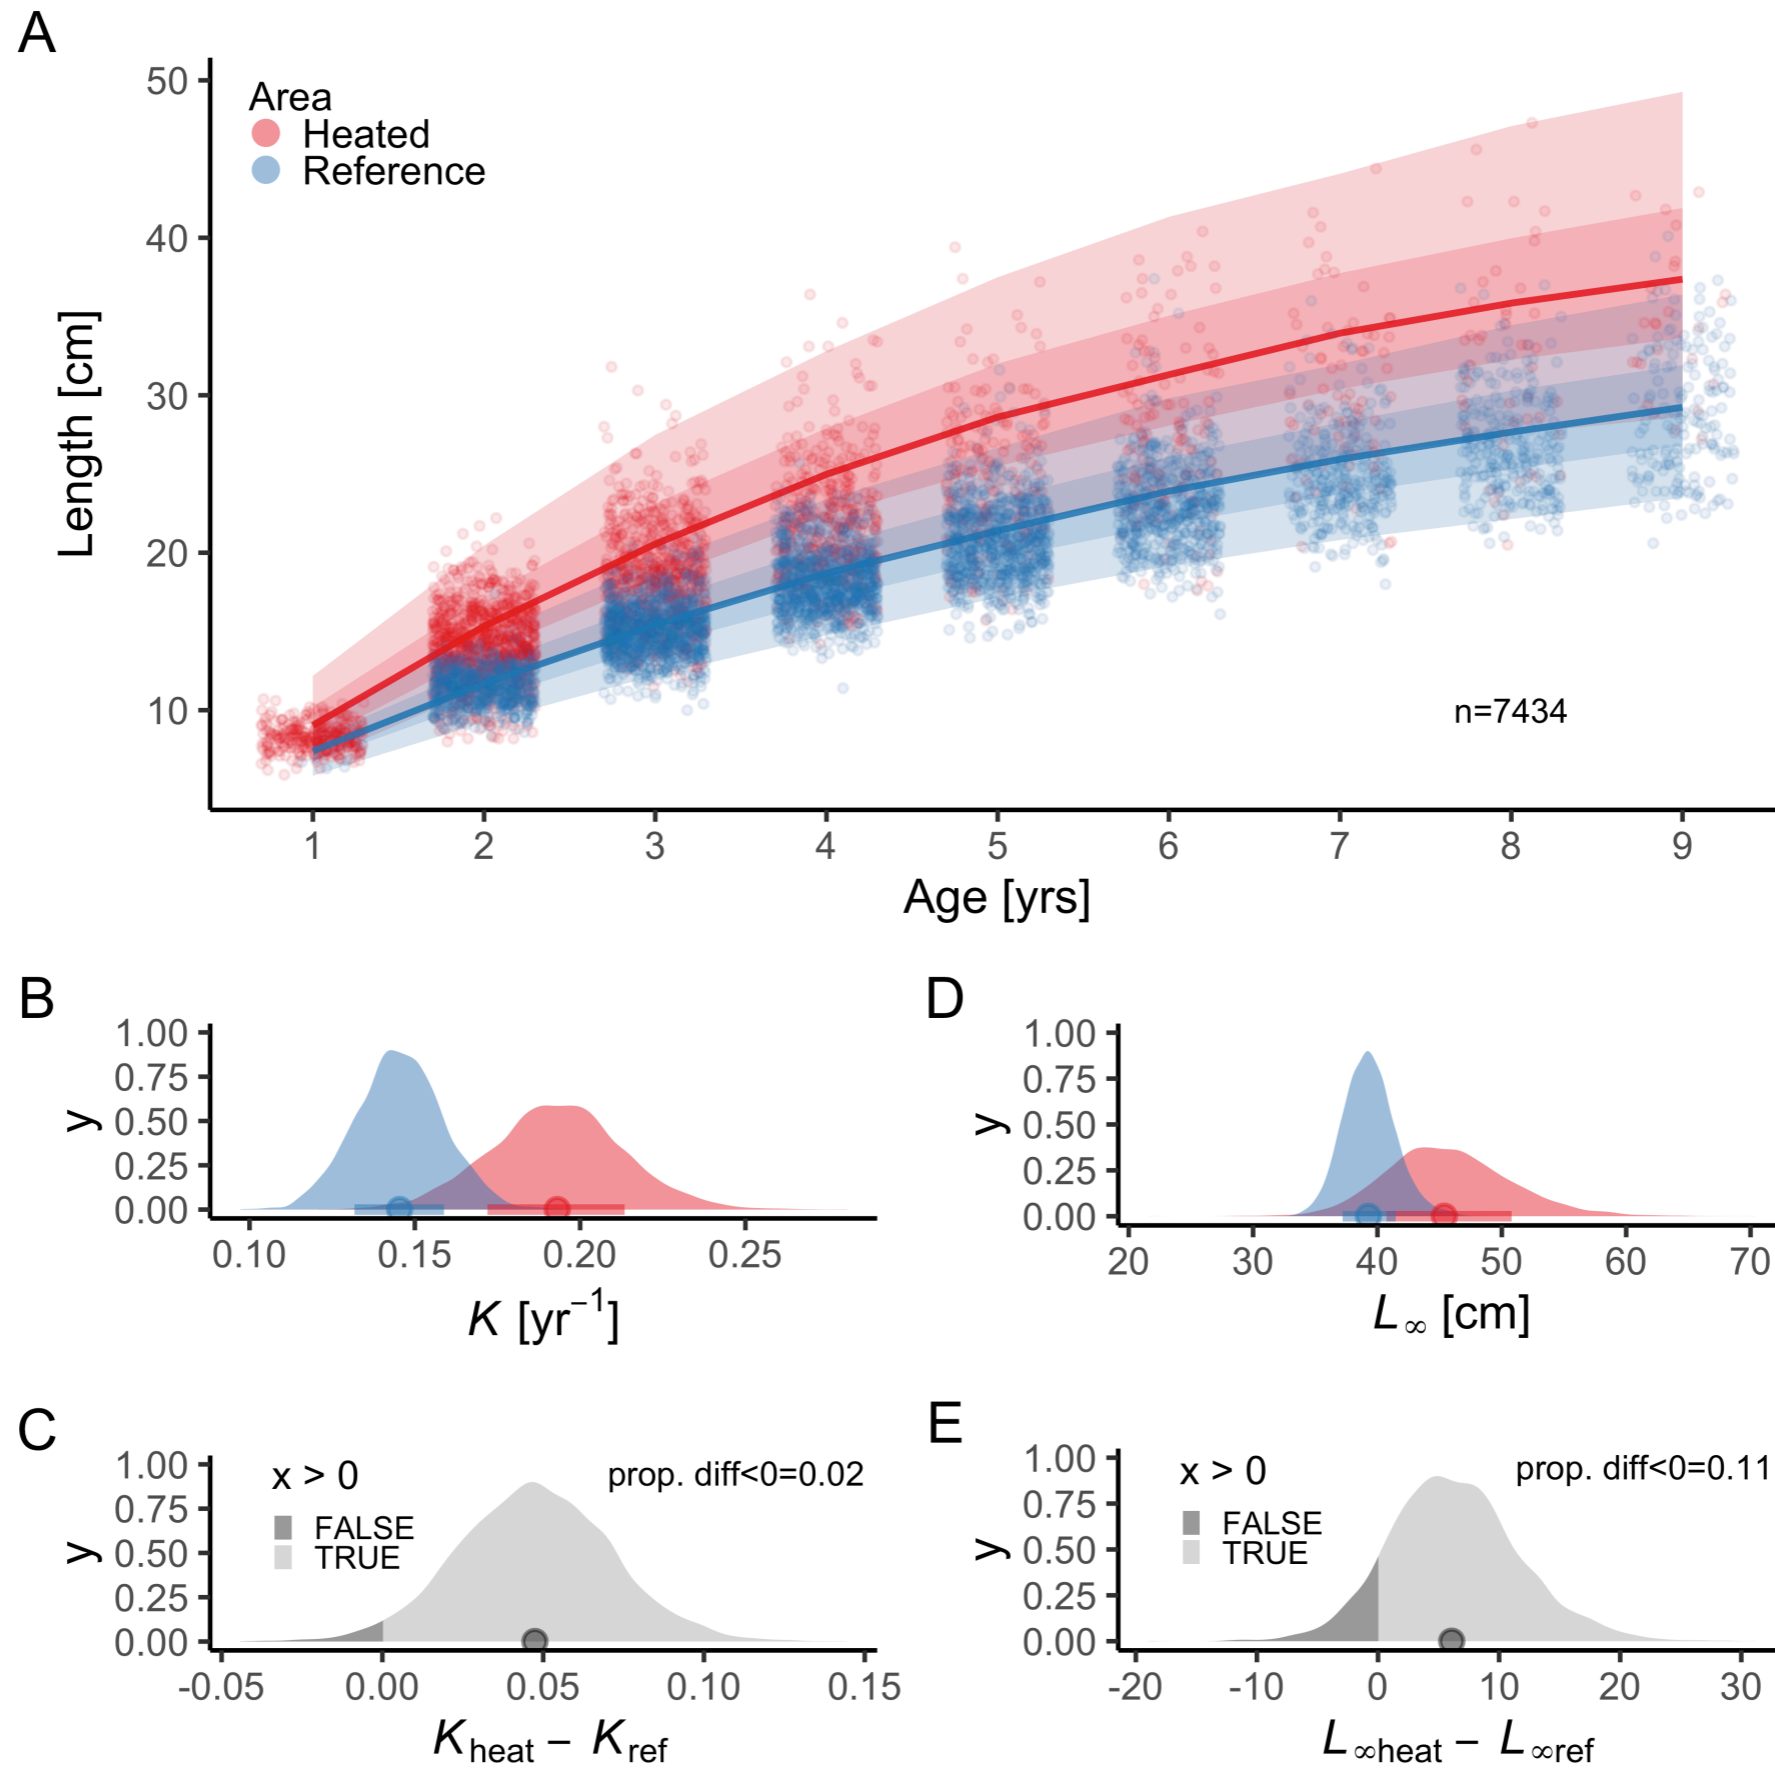 A
50
40
30
20
10
Length [cm]
Area
Heated
Reference
n=7434
1 2 3 4 5 6 7 8 9
Age [yrs]
B
1.00
0.75
0.50
0.25
0.00
y
0.10 0.15 0.20 0.25
K [yr⁻¹]
D
1.00
0.75
0.50
0.25
0.00
y
20 30 40 50 60 70
L∞ [cm]
C
1.00
0.75
0.50
0.25
0.00
y
x > 0
FALSE
TRUE
prop. diff<0=0.02
-0.05 0.00 0.05 0.10 0.15
Kheat – Kref
E
1.00
0.75
0.50
0.25
0.00
y
x > 0
FALSE
TRUE
prop. diff<0=0.11
-20 -10 0 10 20 30
L∞heat – L∞ref